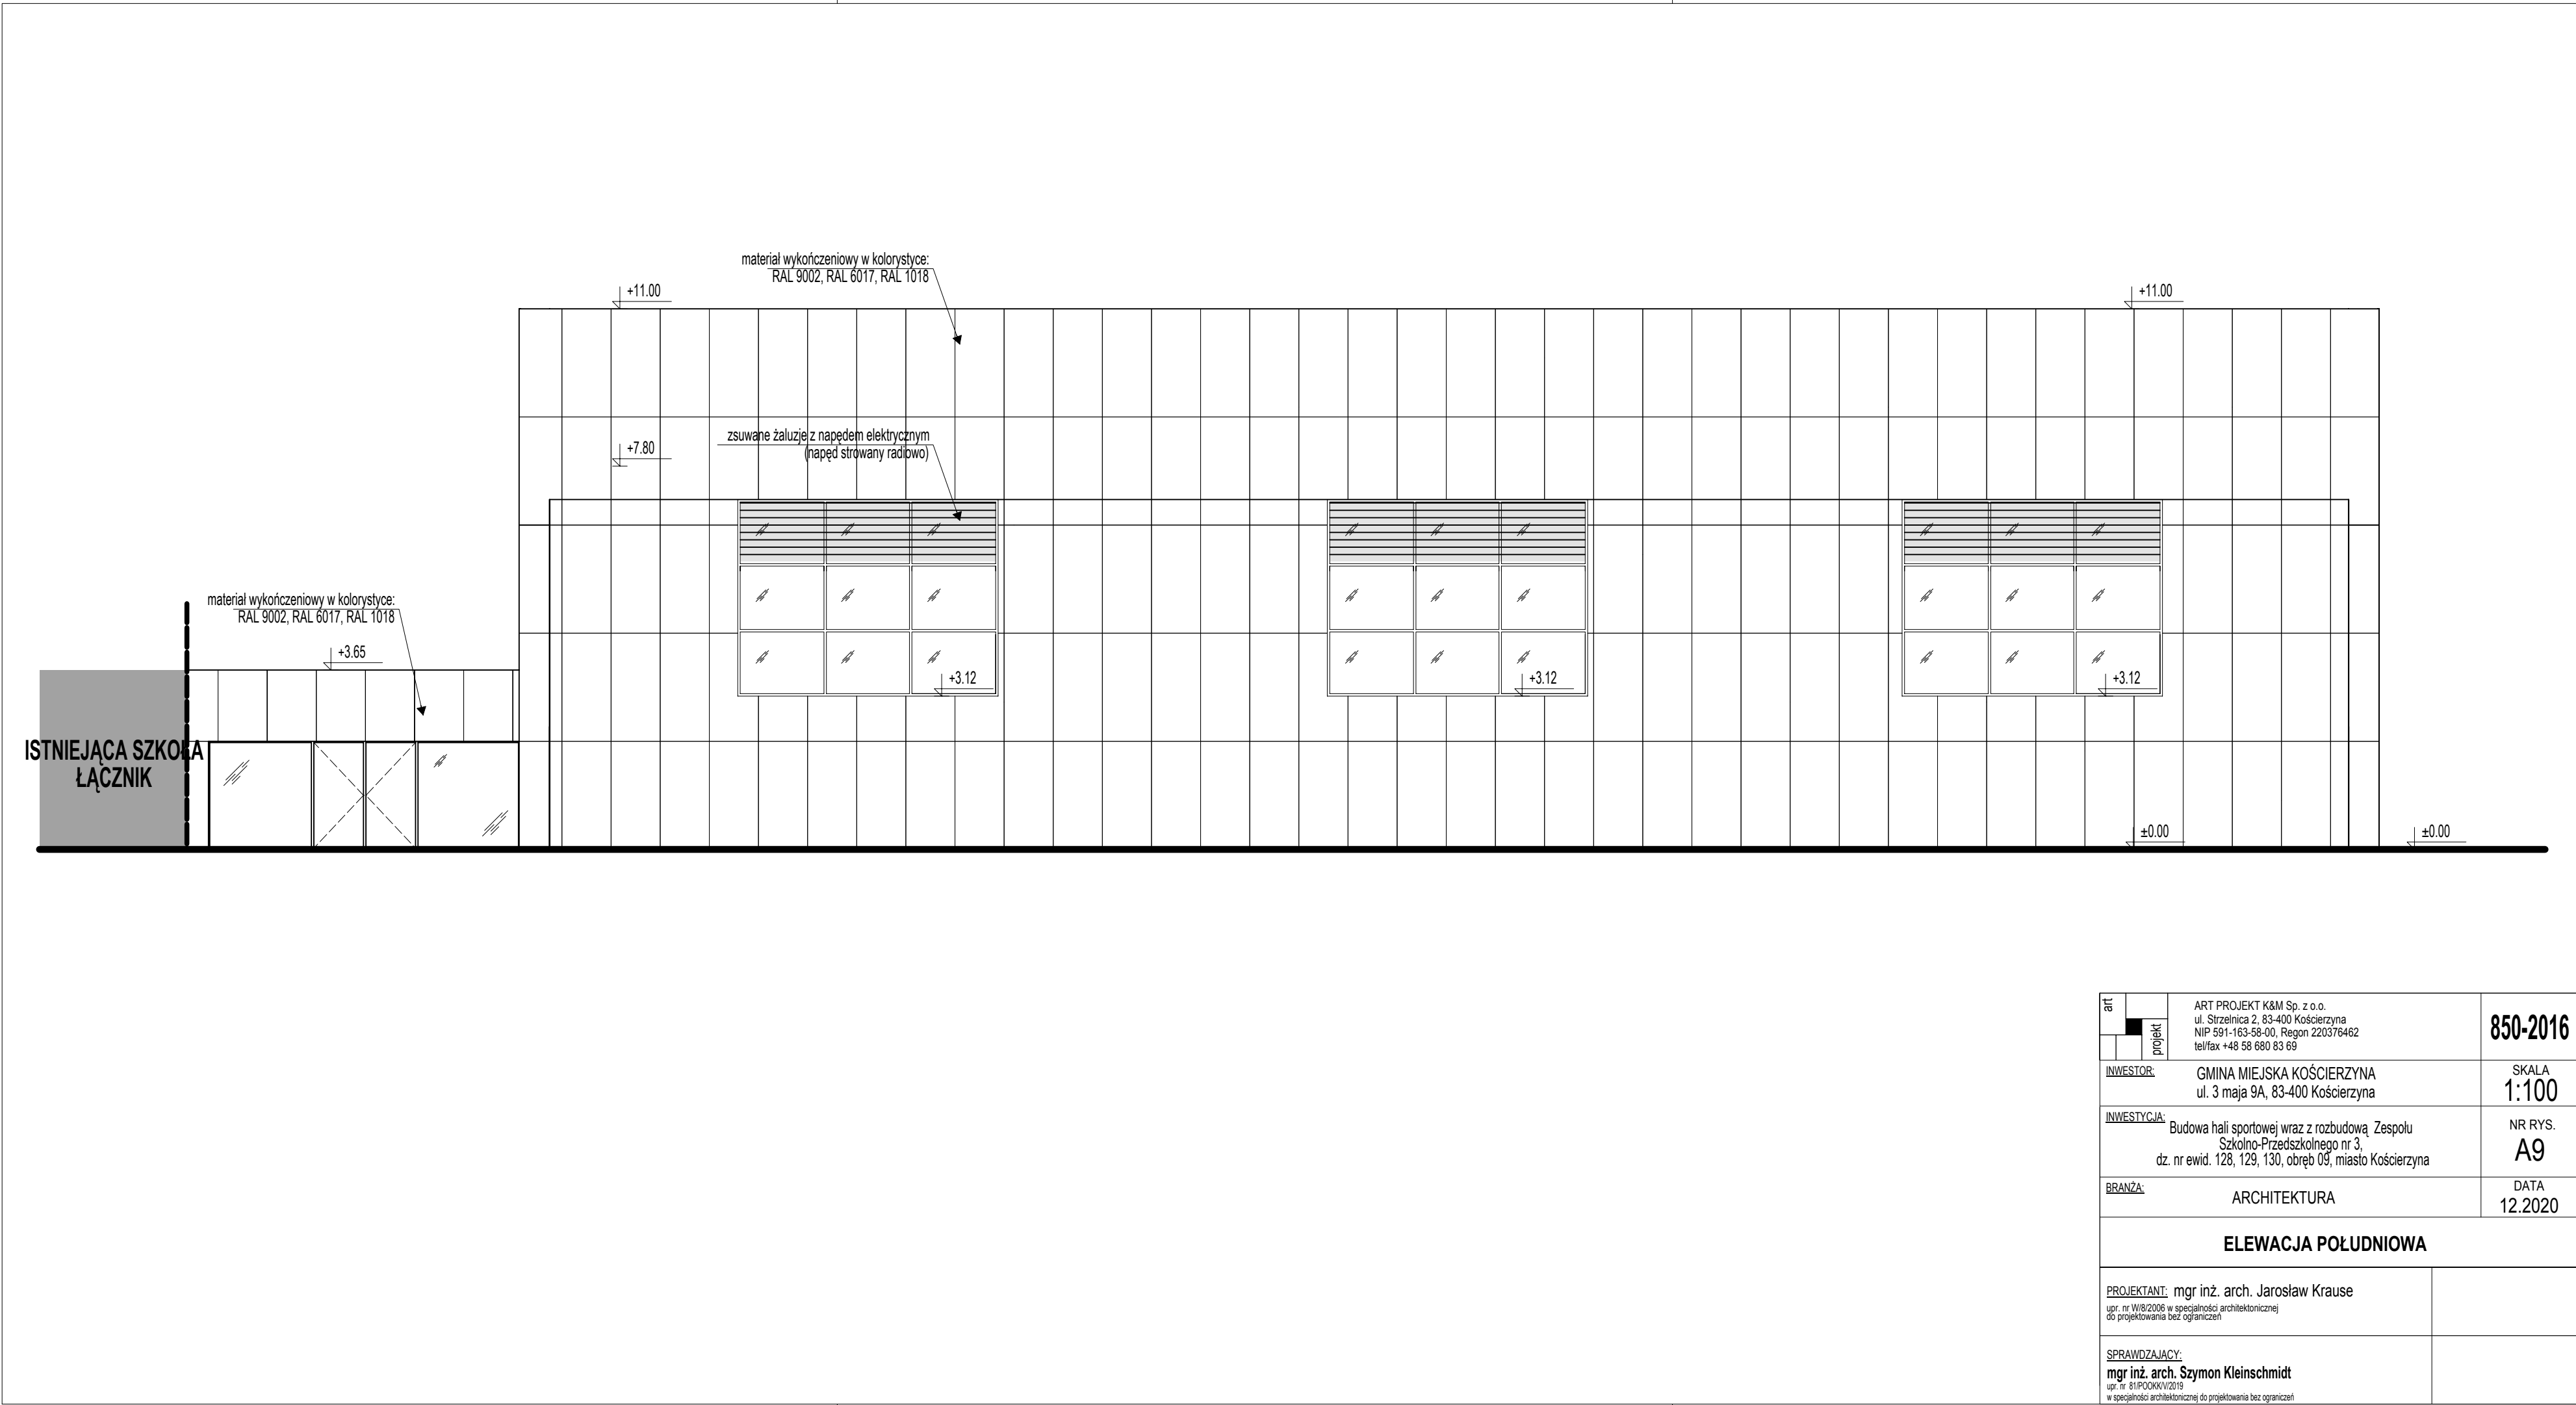 materiał wykończeniowy w kolorystyce:
RAL 9002, RAL 6017, RAL 1018
+11.00
+11.00
zsuwane żaluzje z napędem elektrycznym
(napęd strowany radiowo)
+7.80
materiał wykończeniowy w kolorystyce:
RAL 9002, RAL 6017, RAL 1018
+3.65
+3.12
+3.12
+3.12
ISTNIEJĄCA SZKOŁA
ŁĄCZNIK
±0.00
±0.00
art
projekt
ART PROJEKT K&M Sp. z o.o.
ul. Strzelnica 2, 83-400 Kościerzyna
NIP 591-163-58-00, Regon 220376462
tel/fax +48 58 680 83 69
850-2016
INWESTOR:
GMINA MIEJSKA KOŚCIERZYNA
ul. 3 maja 9A, 83-400 Kościerzyna
SKALA
1:100
INWESTYCJA:
Budowa hali sportowej wraz z rozbudową Zespołu
Szkolno-Przedszkolnego nr 3,
dz. nr ewid. 128, 129, 130, obręb 09, miasto Kościerzyna
NR RYS.
A9
BRANŻA:
ARCHITEKTURA
DATA
12.2020
ELEWACJA POŁUDNIOWA
PROJEKTANT: mgr inż. arch. Jarosław Krause
upr. nr W/8/2006 w specjalności architektonicznej
do projektowania bez ograniczeń
SPRAWDZAJĄCY:
mgr inż. arch. Szymon Kleinschmidt
upr. nr 81/POOKK/V/2019
w specjalności architektonicznej do projektowania bez ograniczeń